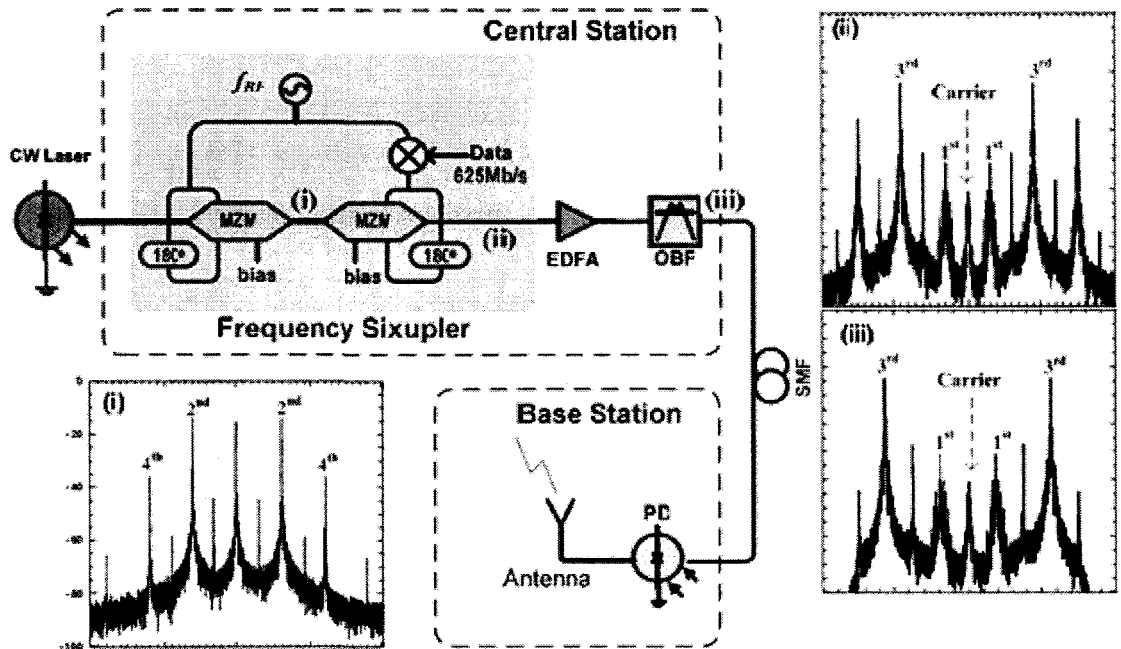 Central Station
f_RF
CW Laser
Data
625Mb/s
(i)
MZM
MZM
(ii)
(iii)
180°
bias
bias
180°
EDFA
OBF
Frequency Sixupler
SMF
Base Station
PD
Antenna
(i)
0
-20
-40
-60
-80
-100
2nd
2nd
4th
4th
(ii)
3rd
3rd
Carrier
1st
1st
(iii)
3rd
3rd
Carrier
1st
1st